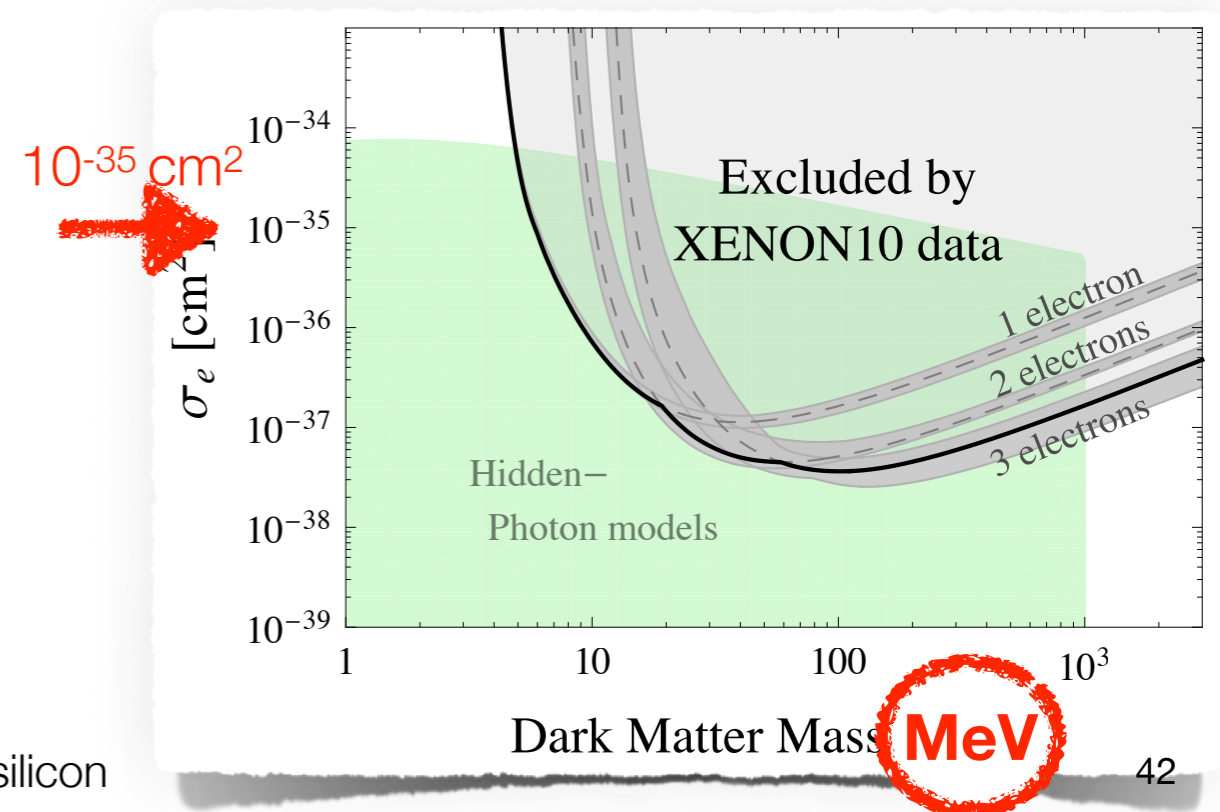 10⁻³⁵ cm²
σₑ [cm²]
10⁻³⁴
10⁻³⁵
10⁻³⁶
10⁻³⁷
10⁻³⁸
10⁻³⁹
Excluded by
XENON10 data
1 electron
2 electrons
3 electrons
Hidden−
Photon models
1
10
100
10³
Dark Matter Mass MeV
silicon
42